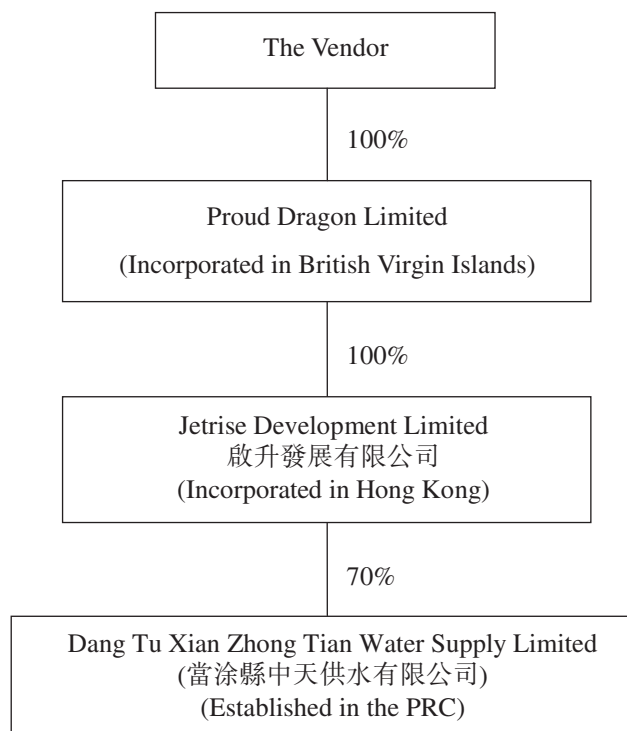 The Vendor
100%
Proud Dragon Limited
(Incorporated in British Virgin Islands)
100%
Jetrise Development Limited
啟升發展有限公司
(Incorporated in Hong Kong)
70%
Dang Tu Xian Zhong Tian Water Supply Limited
(當涂縣中天供水有限公司)
(Established in the PRC)